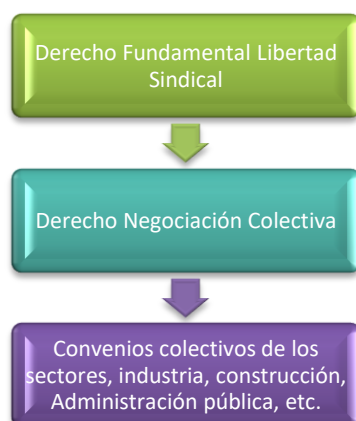 Derecho Fundamental Libertad
Sindical
Derecho Negociación Colectiva
Convenios colectivos de los
sectores, industria, construcción,
Administración pública, etc.